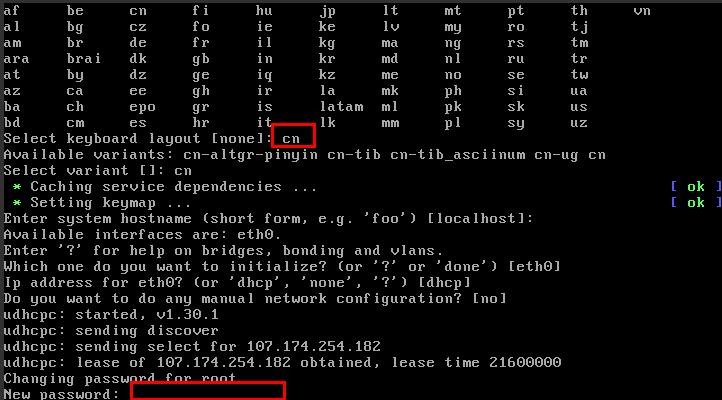 af be cn fi hu jp lt mt pt th vn
al bg cz fo ie ke lv my ro tj
am br de fr il kg ma ng rs tm
ara brai dk gb in kr md nl ru tr
at by dz ge iq kz me no se tw
az ca ee gh ir la mk ph si ua
ba ch epo gr is latam ml pk sk us
bd cm es hr it lk mm pl sy uz
Select keyboard layout [none]: cn
Available variants: cn-altgr-pinyin cn-tib cn-tib_asciinum cn-ug cn
Select variant []: cn
* Caching service dependencies ... [ ok ]
* Setting keymap ... [ ok ]
Enter system hostname (short form, e.g. 'foo') [localhost]:
Available interfaces are: eth0.
Enter '?' for help on bridges, bonding and vlans.
Which one do you want to initialize? (or '?' or 'done') [eth0]
Ip address for eth0? (or 'dhcp', 'none', '?') [dhcp]
Do you want to do any manual network configuration? [no]
udhcpc: started, v1.30.1
udhcpc: sending discover
udhcpc: sending select for 107.174.254.182
udhcpc: lease of 107.174.254.182 obtained, lease time 21600000
Changing password for root
New password: